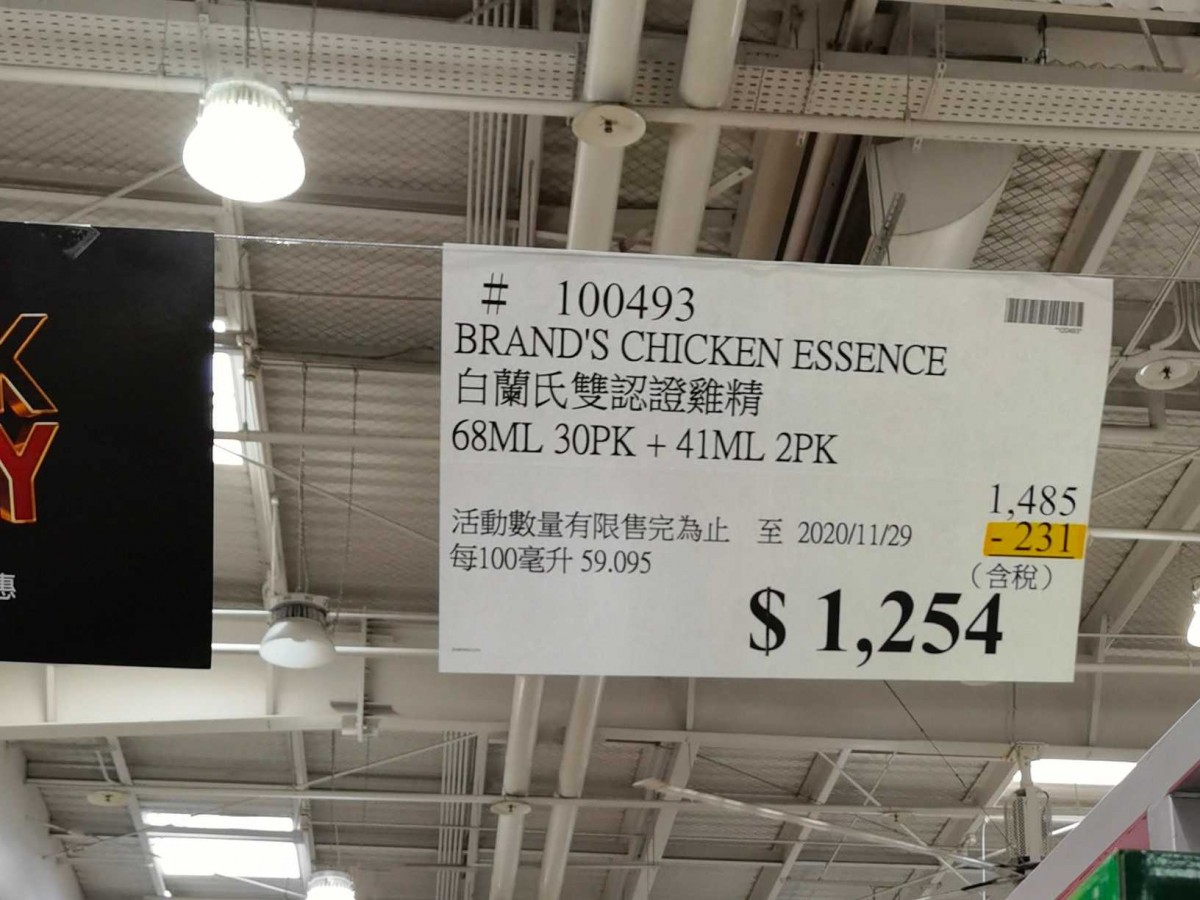 # 100493
BRAND'S CHICKEN ESSENCE
白蘭氏雙認證雞精
68ML 30PK + 41ML 2PK
1,485
活動數量有限售完為止 至 2020/11/29
- 231
每100毫升 59.095
（含稅）
$ 1,254
K
Y
惠